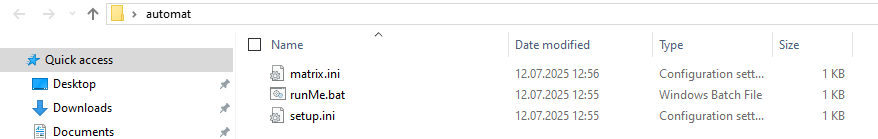 automat
Quick access
Desktop
Downloads
Documents
Name Date modified Type Size
matrix.ini 12.07.2025 12:56 Configuration sett... 1 KB
runMe.bat 12.07.2025 12:55 Windows Batch File 1 KB
setup.ini 12.07.2025 12:55 Configuration sett... 1 KB